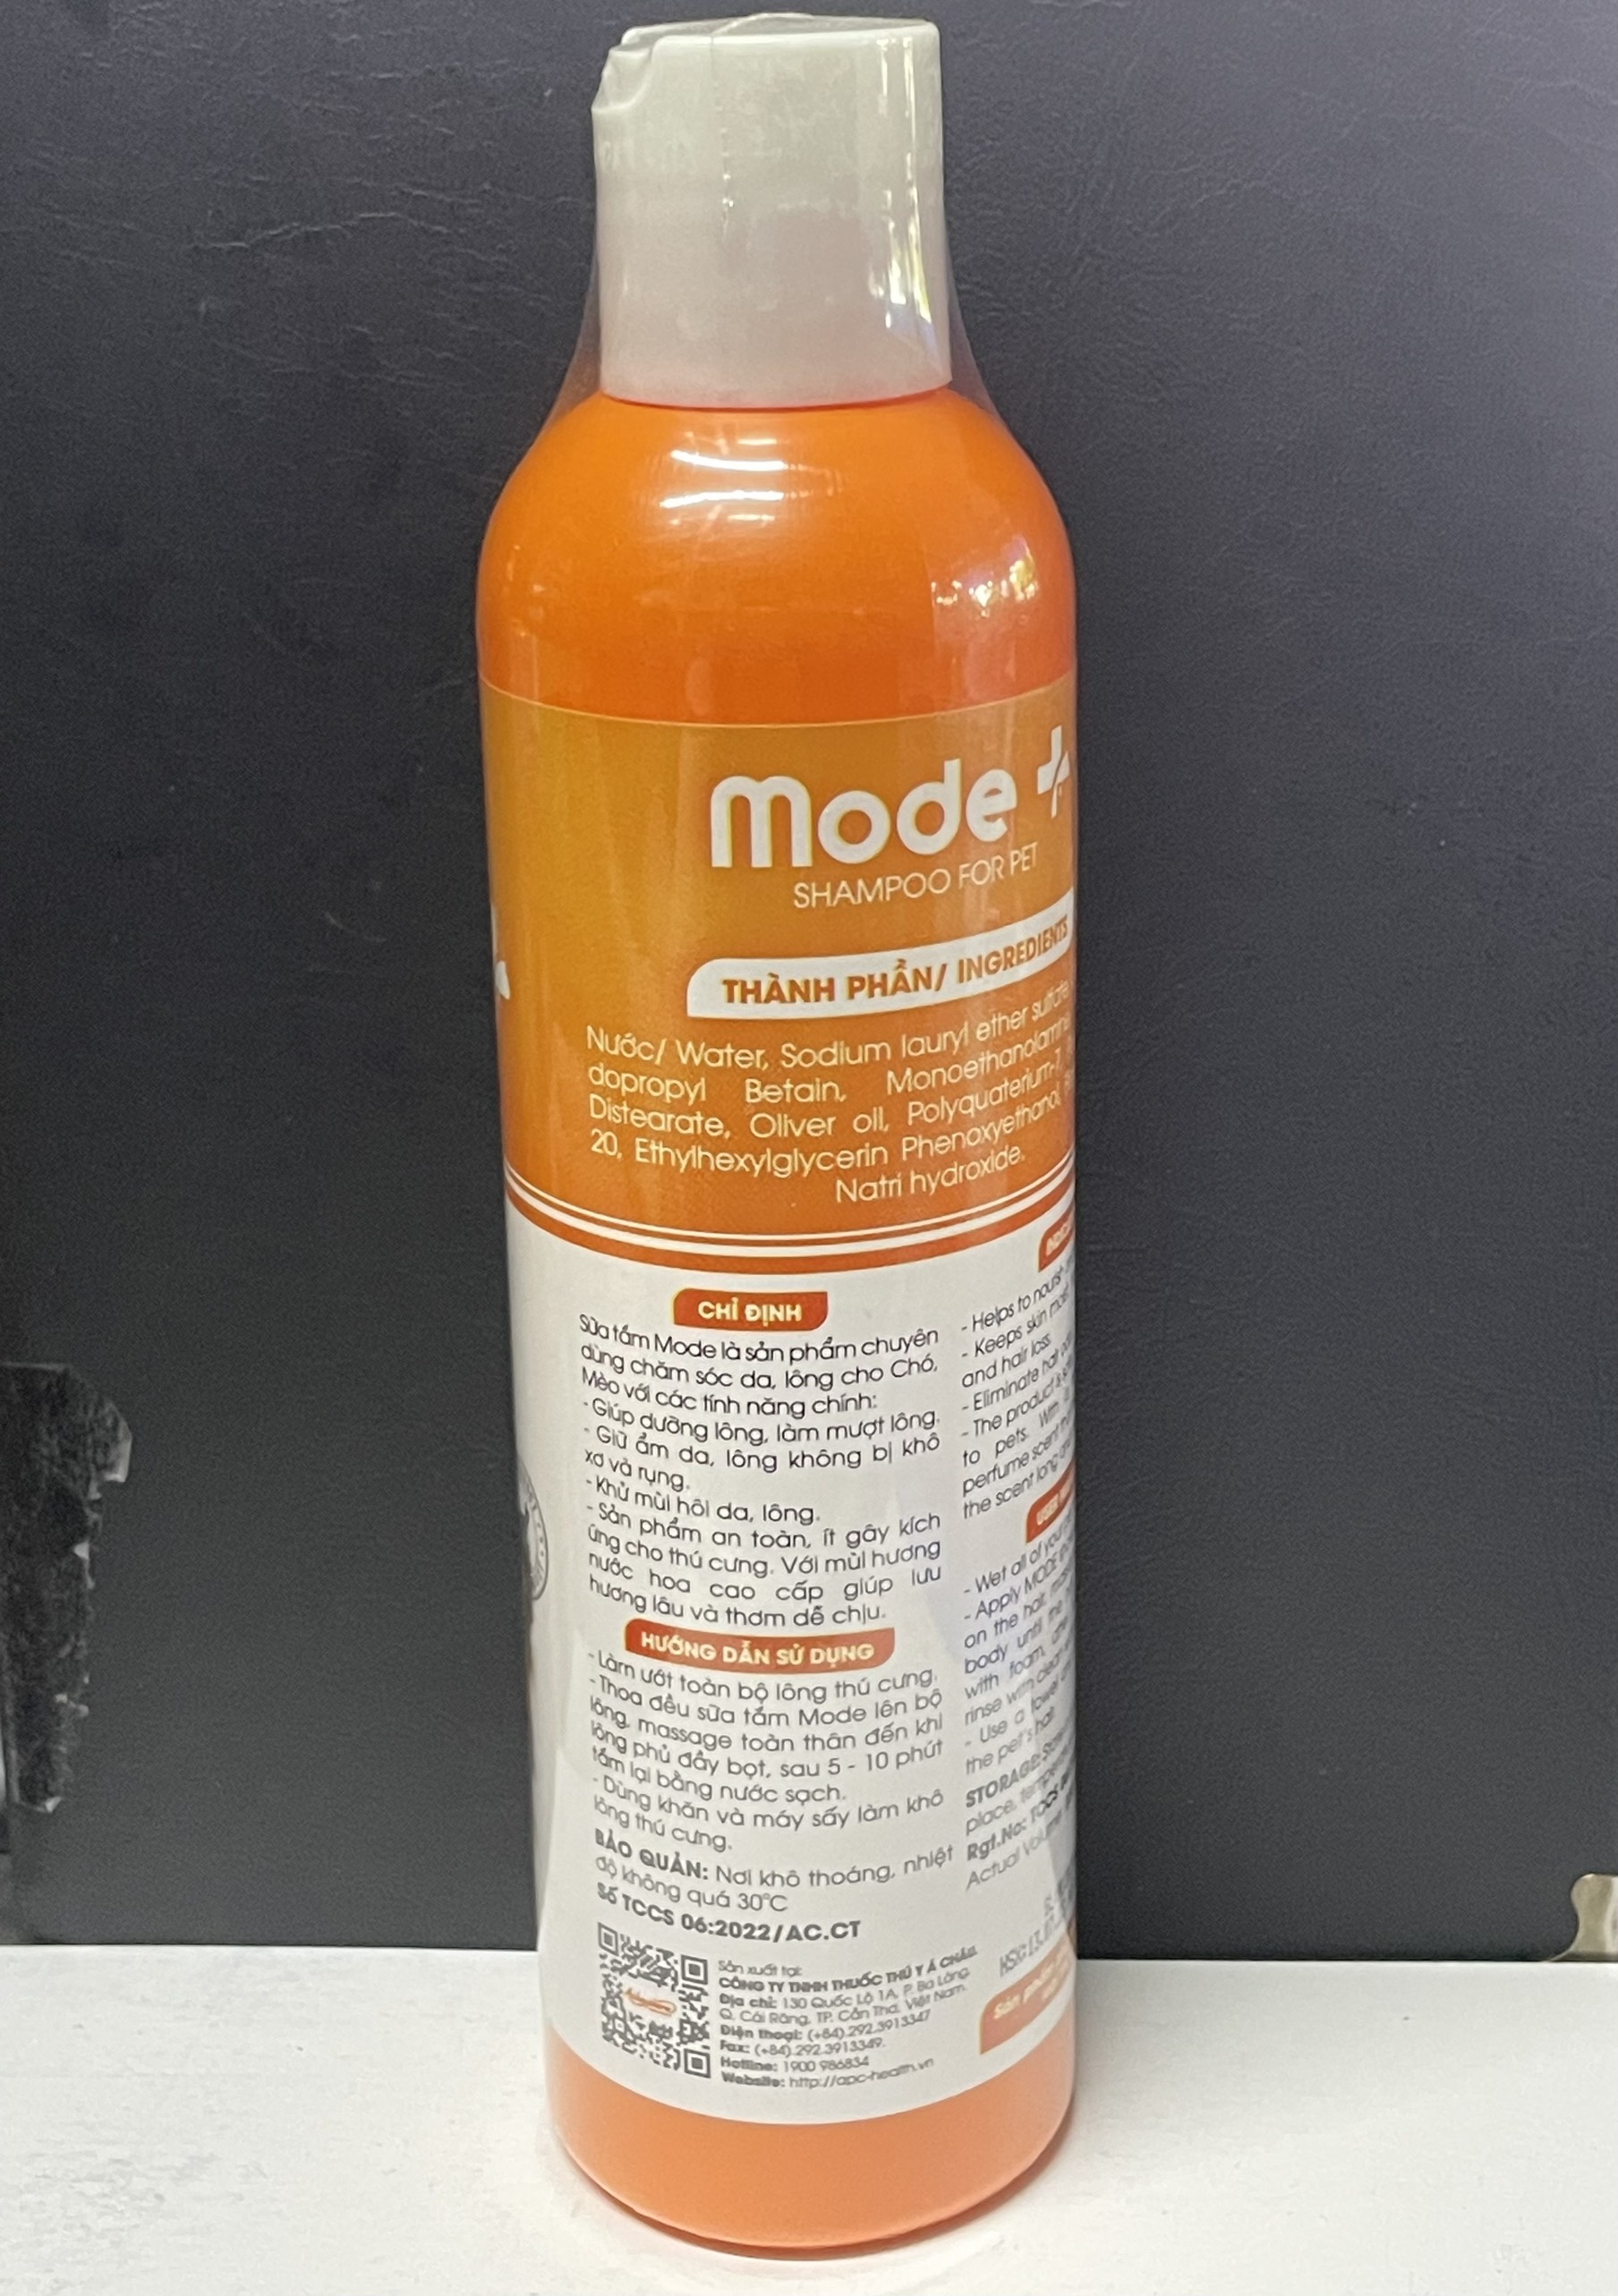 mode
SHAMPOO FOR PET
THÀNH PHẦN/ INGREDIENTS
Nước/ Water, Sodium lauryl ether sulfate
dopropyl Betain, Monoethanolamine
Distearate, Oliver oil, Polyquaterium-7,
20, Ethylhexylglycerin Phenoxyethanol,
Natri hydroxide.
CHỈ ĐỊNH
Sữa tắm Mode là sản phẩm chuyên
dùng chăm sóc da, lông cho Chó,
Mèo với các tính năng chính:
- Giúp dưỡng lông, làm mượt lông.
- Giữ ẩm da, lông không bị khô
xơ và rụng.
- Khử mùi hôi da, lông.
- Sản phẩm an toàn, ít gây kích
ứng cho thú cưng. Với mùi hương
nước hoa cao cấp giúp lưu
hương lâu và thơm dễ chịu.
HƯỚNG DẪN SỬ DỤNG
- Làm ướt toàn bộ lông thú cưng.
- Thoa đều sữa tắm Mode lên bộ
lông, massage toàn thân đến khi
lông phủ đầy bọt, sau 5 - 10 phút
tắm lại bằng nước sạch.
- Dùng khăn và máy sấy làm khô
lông thú cưng.
BẢO QUẢN: Nơi khô thoáng, nhiệt
độ không quá 30°C
Số TCCS 06:2022/AC.CT
Sản xuất tại:
CÔNG TY TNHH THUỐC THÚ Y Á CHÂU
Địa chỉ: 130 Quốc Lộ 1A, P. Ba Láng,
Q. Cái Răng, TP. Cần Thơ, Việt Nam.
Điện thoại: (+84).292.3913347
Fax: (+84).292.3913349.
Hotline: 1900 986834
Website: http://apc-health.vn
- Helps to nourish
- Keeps skin
and hair loss.
- Eliminate hair
- The product is
to pets. With
perfume scent
the scent long
USER
- Wet all of your
- Apply MODE
on the hair,
body until the
with foam,
rinse with clean
- Use a towel
the pet's hair.
STORAGE:
place,
Rgt.No: TCCS
Actual Volume
Sản phẩm